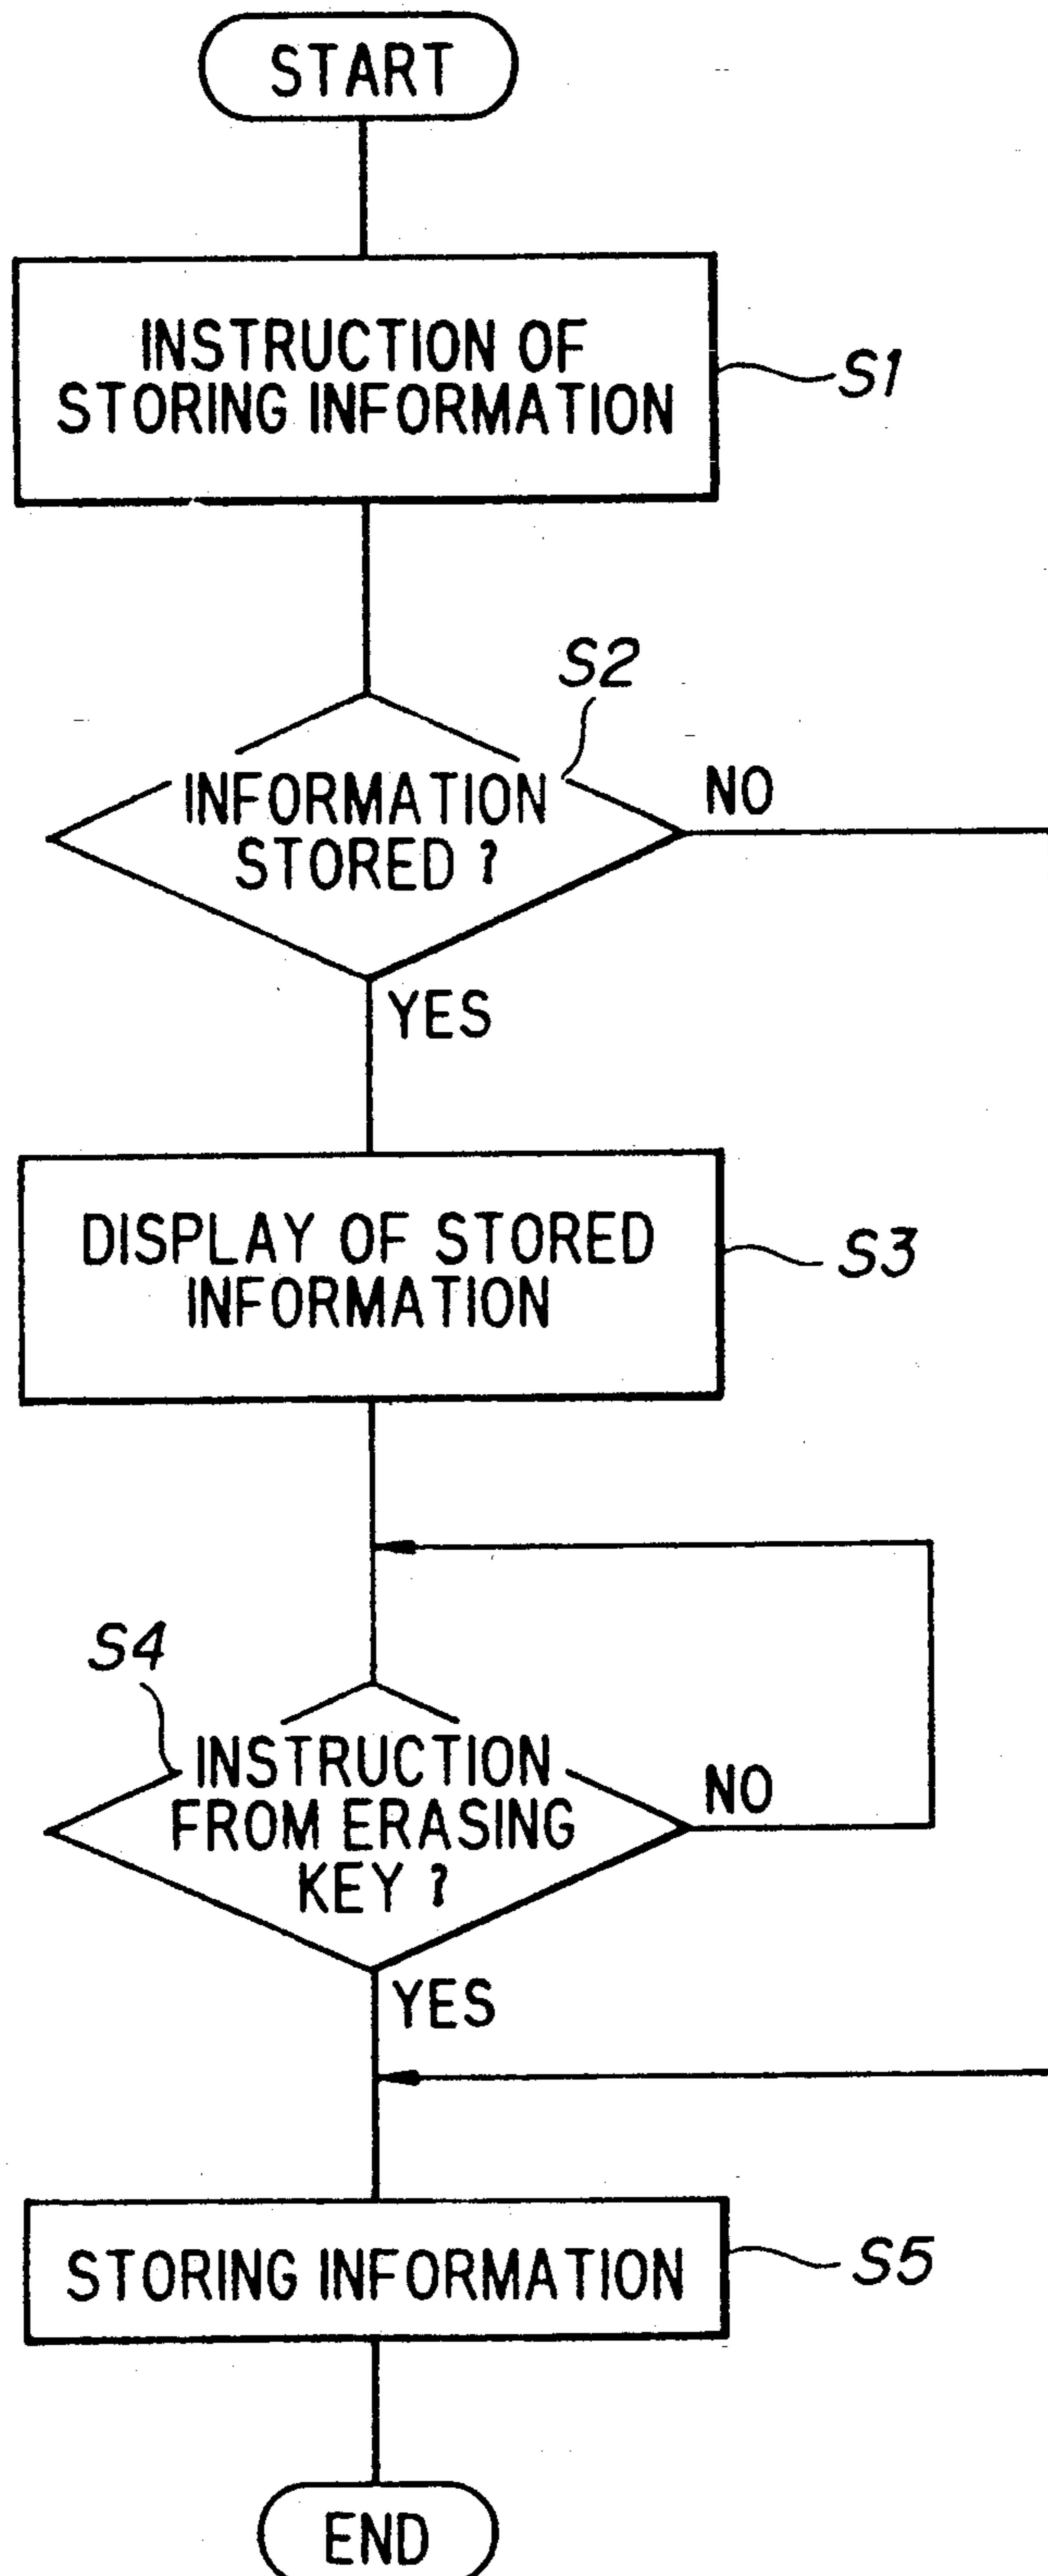 START
INSTRUCTION OF
STORING INFORMATION
S1
S2
INFORMATION
STORED ?
NO
YES
DISPLAY OF STORED
INFORMATION
S3
S4
INSTRUCTION
FROM ERASING
KEY ?
NO
YES
STORING INFORMATION
S5
END